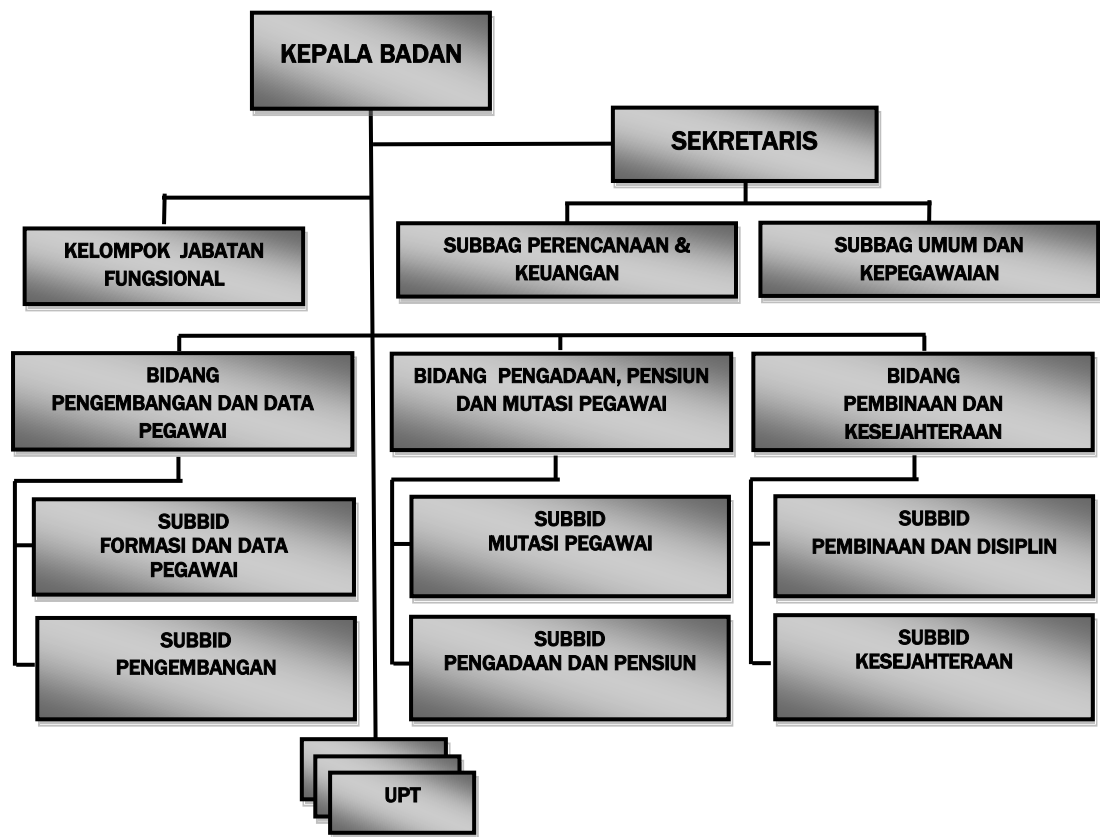 KEPALA BADAN
SEKRETARIS
KELOMPOK JABATAN
FUNGSIONAL
SUBBAG PERENCANAAN &
KEUANGAN
SUBBAG UMUM DAN
KEPEGAWAIAN
BIDANG
PENGEMBANGAN DAN DATA
PEGAWAI
BIDANG PENGADAAN, PENSIUN
DAN MUTASI PEGAWAI
BIDANG
PEMBINAAN DAN
KESEJAHTERAAN
SUBBID
FORMASI DAN DATA
PEGAWAI
SUBBID
MUTASI PEGAWAI
SUBBID
PEMBINAAN DAN DISIPLIN
SUBBID
PENGEMBANGAN
SUBBID
PENGADAAN DAN PENSIUN
SUBBID
KESEJAHTERAAN
UPT